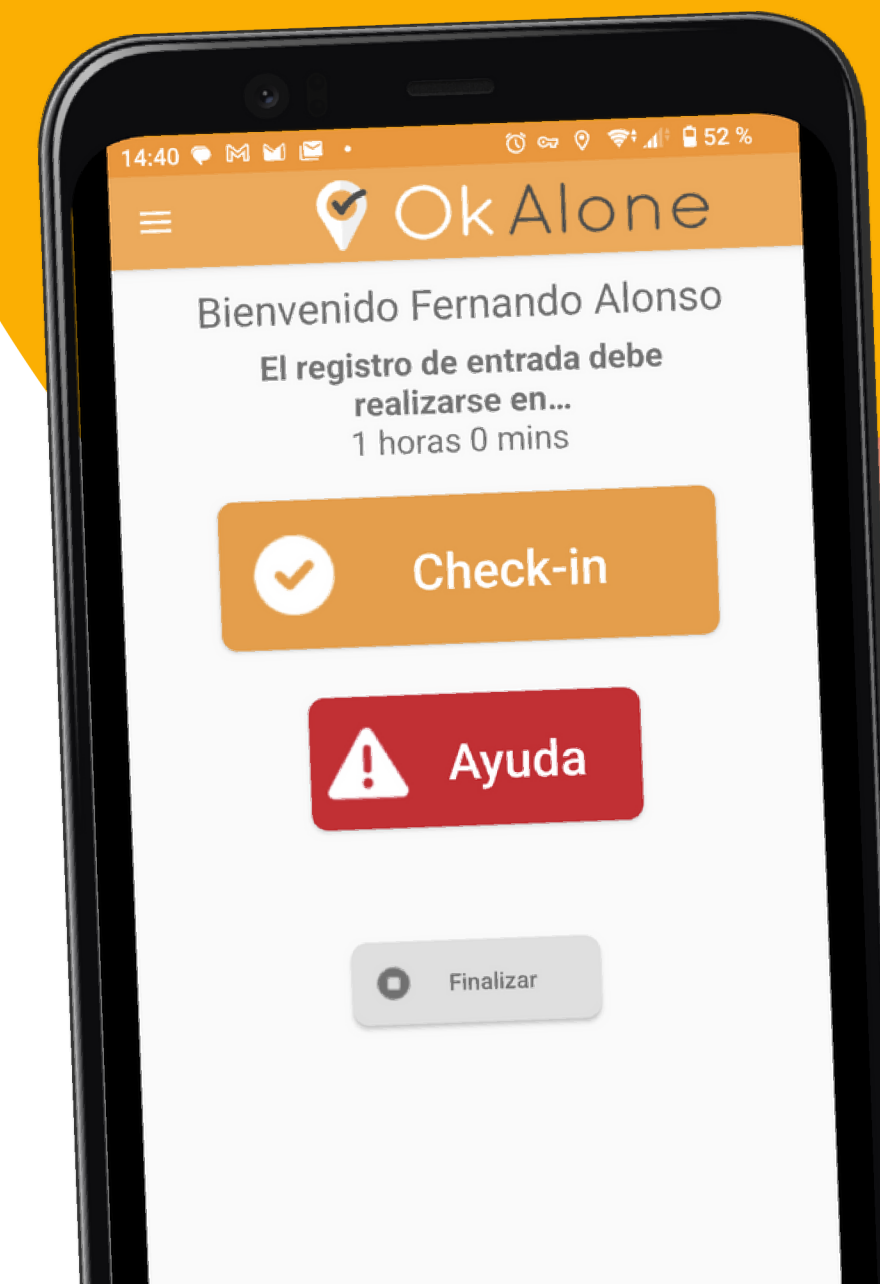 14:40 52 %
Ok Alone
Bienvenido Fernando Alonso
El registro de entrada debe
realizarse en...
1 horas 0 mins
Check-in
Ayuda
Finalizar